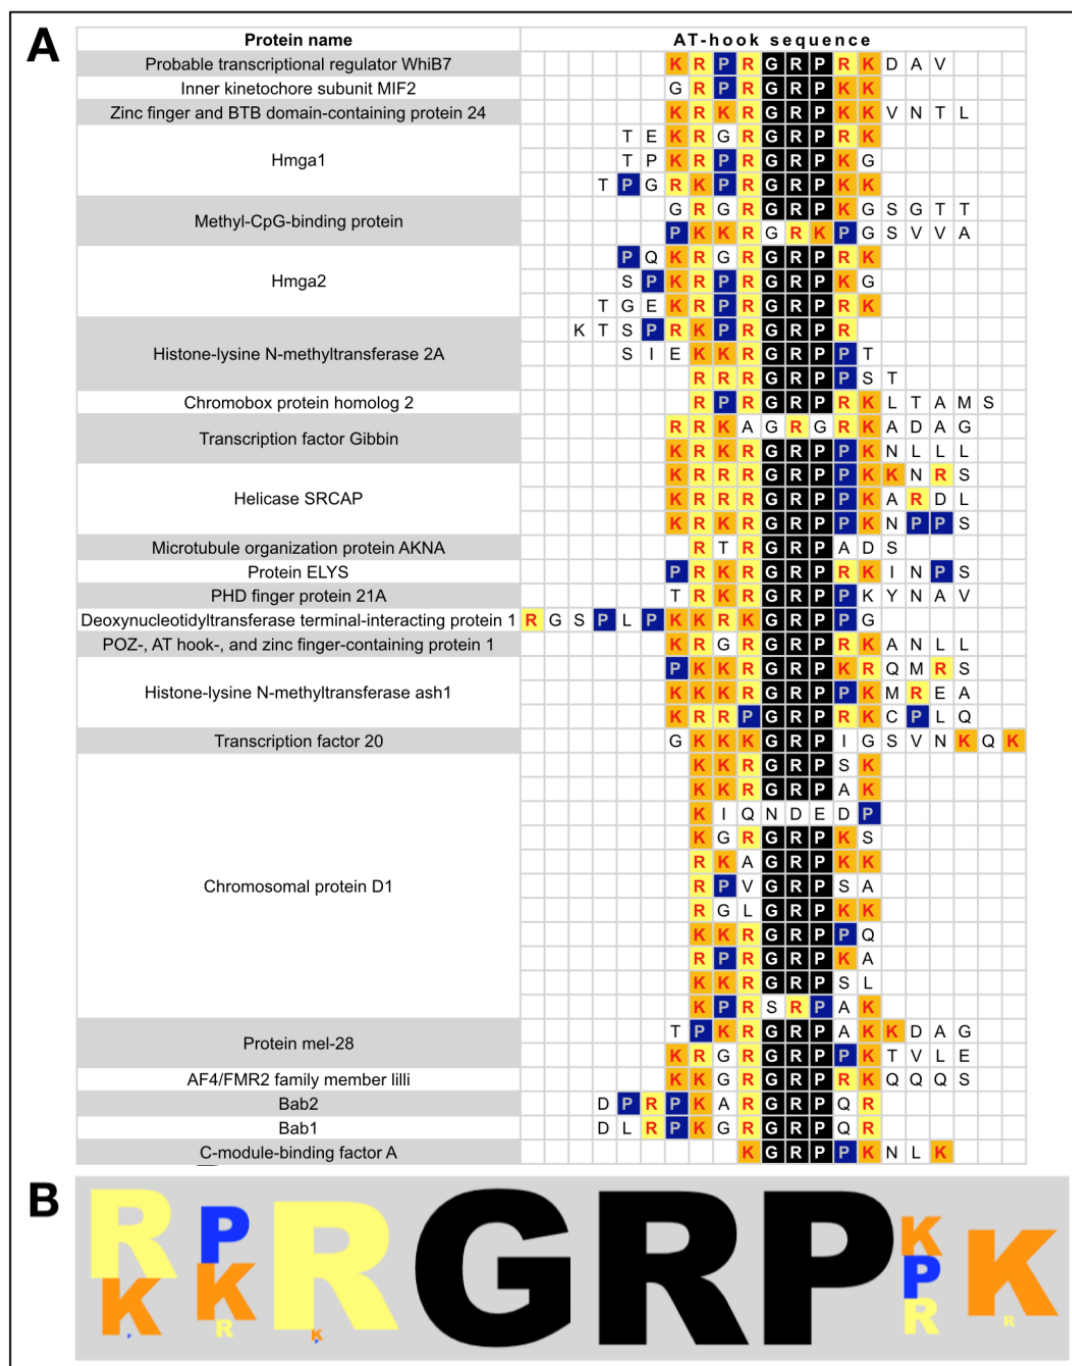 A
Protein name AT-hook sequence
Probable transcriptional regulator WhiB7 K R P R G R P R K D A V
Inner kinetochore subunit MIF2 G R P R G R P K K
Zinc finger and BTB domain-containing protein 24 K R K R G R P K K V N T L
T E K R G R G R P R K
Hmga1 T P K R P R G R P K G
T P G R K P R G R P K K
Methyl-CpG-binding protein G R G R G R P K G S G T T
P K K R G R K P G S V V A
P Q K R G R G R P R K
Hmga2 S P K R P R G R P K G
T G E K R P R G R P R K
K T S P R K P R G R P R
Histone-lysine N-methyltransferase 2A S I E K K R G R P P T
R R R G R P P S T
Chromobox protein homolog 2 R P R G R P R K L T A M S
Transcription factor Gibbin R R K A G R G R K A D A G
K R K R G R P P K N L L L
K R R R G R P P K K N R S
Helicase SRCAP K R R R G R P P K A R D L
K R K R G R P P K N P P S
Microtubule organization protein AKNA R T R G R P A D S
Protein ELYS P R K R G R P R K I N P S
PHD finger protein 21A T R K R G R P P K Y N A V
Deoxynucleotidyltransferase terminal-interacting protein 1 R G S P L P K K R K G R P P G
POZ-, AT hook-, and zinc finger-containing protein 1 K R G R G R P R K A N L L
P K K R G R P K R Q M R S
Histone-lysine N-methyltransferase ash1 K K K R G R P P K M R E A
K R R P G R P R K C P L Q
Transcription factor 20 G K K K G R P I G S V N K Q K
K K R G R P S K
K K R G R P A K
K I Q N D E D P
K G R G R P K S
R K A G R P K K
Chromosomal protein D1 R P V G R P S A
R G L G R P K K
K K R G R P P Q
R P R G R P K A
K K R G R P S L
K P R S R P A K
Protein mel-28 T P K R G R P A K K D A G
K R G R G R P P K T V L E
AF4/FMR2 family member lilli K K G R G R P R K Q Q Q S
Bab2 D P R P K A R G R P Q R
Bab1 D L R P K G R G R P Q R
C-module-binding factor A K G R P P K N L K
B
R P R G R P K K
K K K P R
P R P R